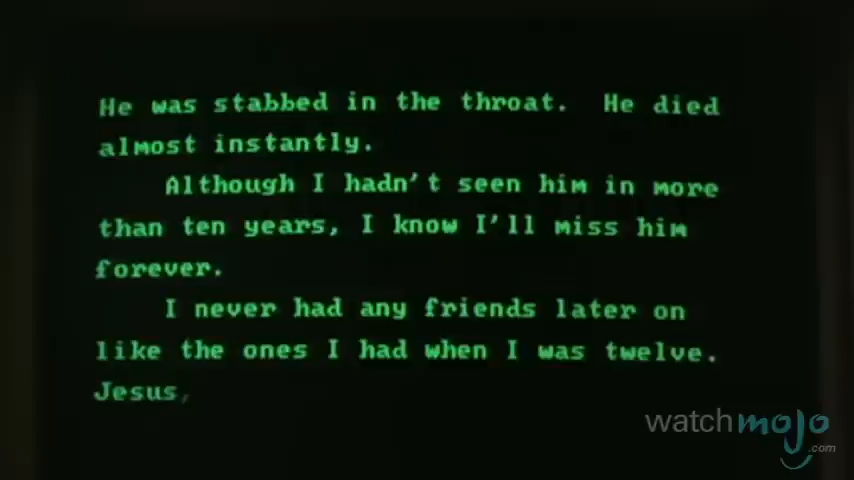 He was stabbed in the throat.  He died
almost instantly.
Although I hadn't seen him in more
than ten years, I know I'll miss him
forever.
I never had any friends later on
like the ones I had when I was twelve.
Jesus,
watchmojo
.com